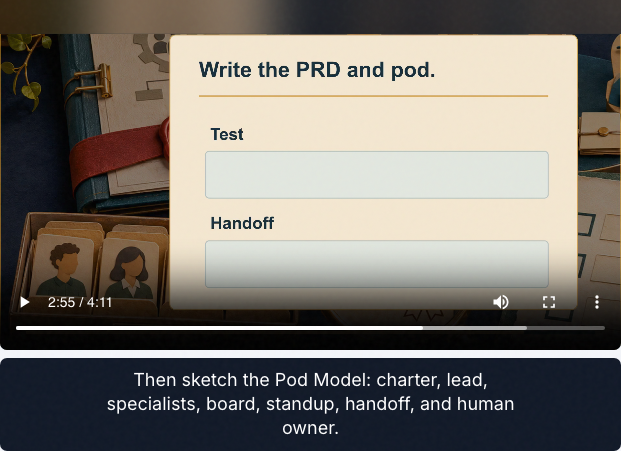 Write the PRD and pod.
Test
Handoff
2:55 / 4:11
Then sketch the Pod Model: charter, lead,
specialists, board, standup, handoff, and human
owner.